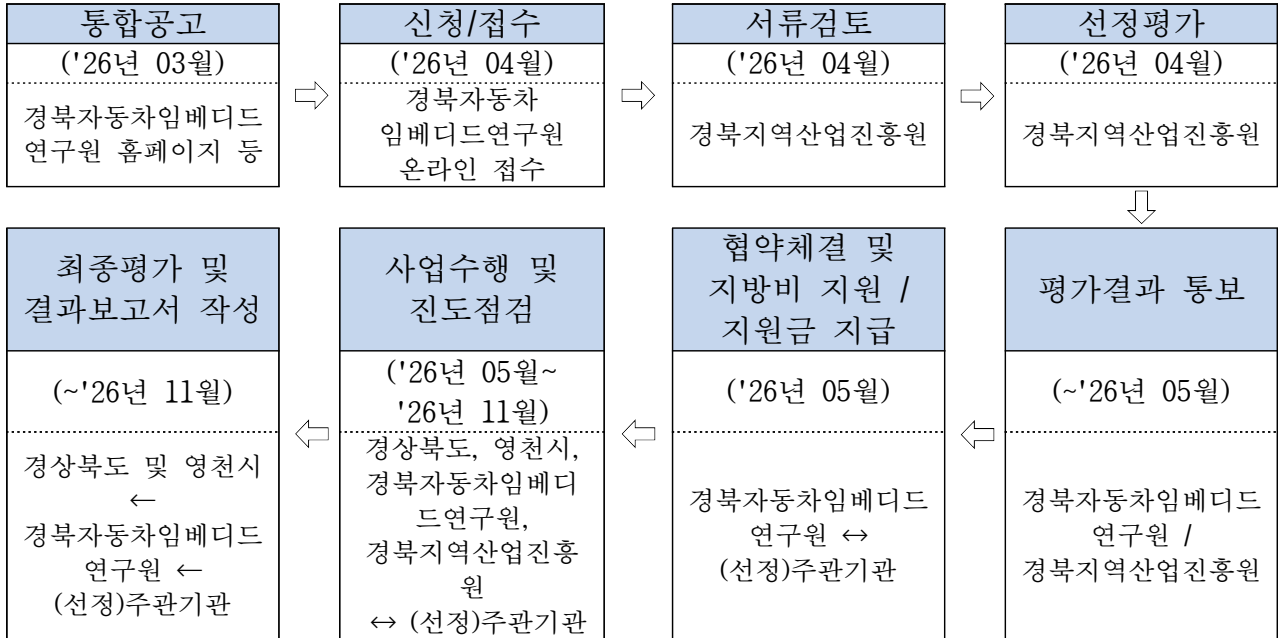 통합공고
('26년 03월)
경북자동차임베디드
연구원 홈페이지 등
신청/접수
('26년 04월)
경북자동차
임베디드연구원
온라인 접수
서류검토
('26년 04월)
경북지역산업진흥원
선정평가
('26년 04월)
경북지역산업진흥원
최종평가 및
결과보고서 작성
(~'26년 11월)
경상북도 및 영천시
←
경북자동차임베디드
연구원 ←
(선정)주관기관
사업수행 및
진도점검
('26년 05월~
'26년 11월)
경상북도, 영천시,
경북자동차임베디
드연구원,
경북지역산업진흥
원
↔ (선정)주관기관
협약체결 및
지방비 지원 /
지원금 지급
('26년 05월)
경북자동차임베디드
연구원 ↔
(선정)주관기관
평가결과 통보
(~'26년 05월)
경북자동차임베디드
연구원 /
경북지역산업진흥원